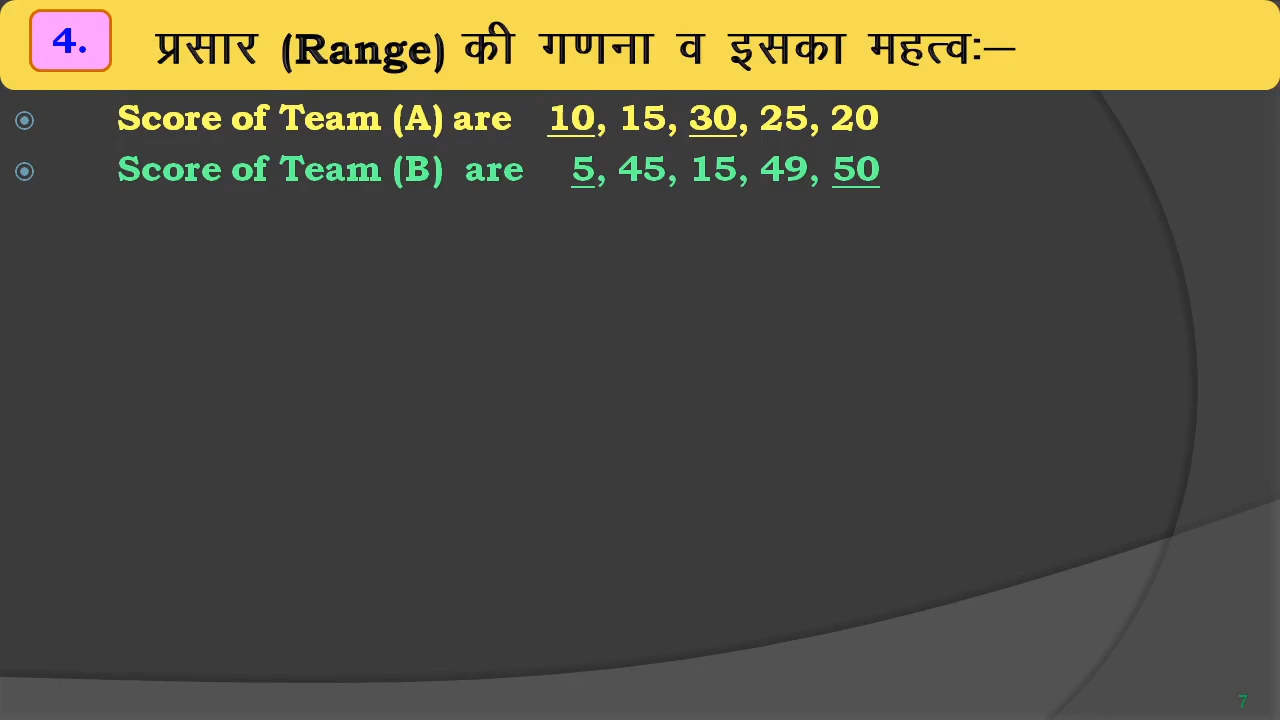 4. प्रसार (Range) की गणना व इसका महत्व:–
Score of Team (A) are 10, 15, 30, 25, 20
Score of Team (B) are 5, 45, 15, 49, 50
7